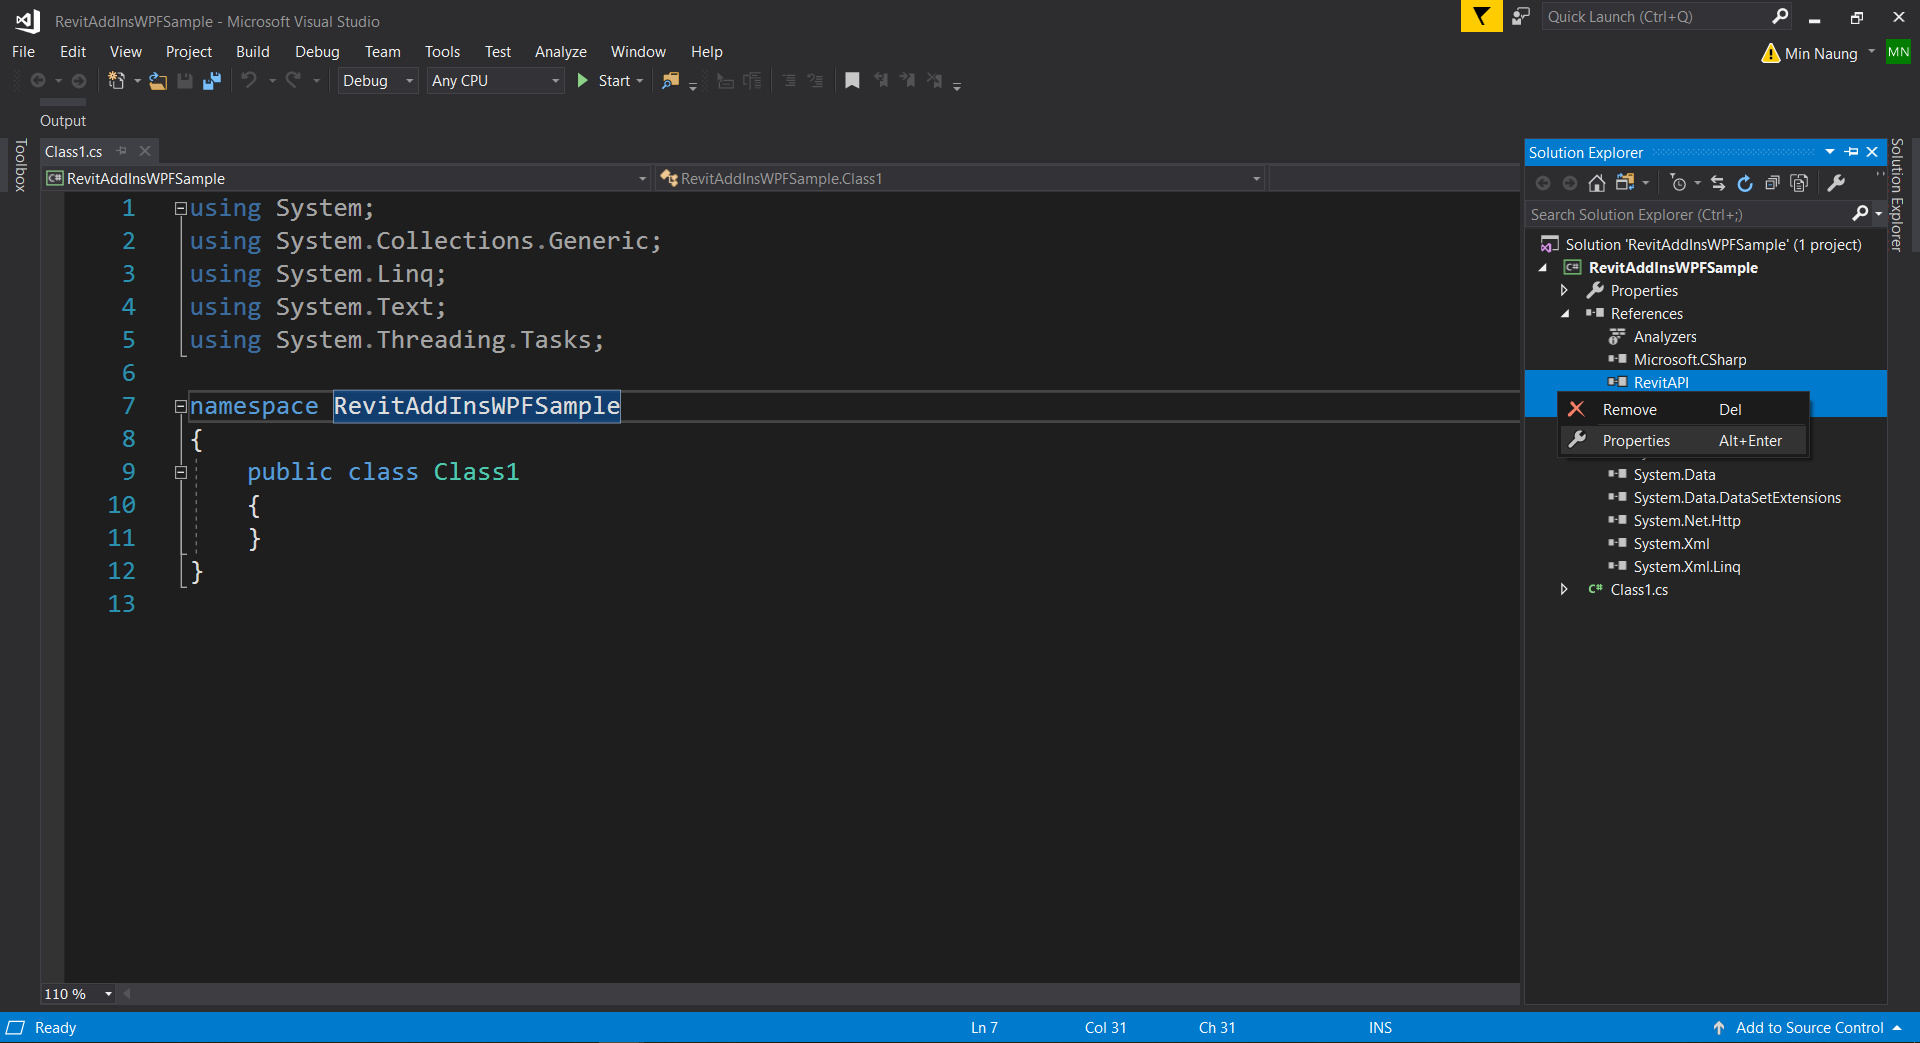 RevitAddInsWPFSample - Microsoft Visual Studio
Quick Launch (Ctrl+Q)
File Edit View Project Build Debug Team Tools Test Analyze Window Help
Min Naung MN
Debug Any CPU Start
Output
Toolbox
Class1.cs
RevitAddInsWPFSample RevitAddInsWPFSample.Class1
1 using System;
2 using System.Collections.Generic;
3 using System.Linq;
4 using System.Text;
5 using System.Threading.Tasks;
6
7 namespace RevitAddInsWPFSample
8 {
9 public class Class1
10 {
11 }
12 }
13
110 %
Solution Explorer
Search Solution Explorer (Ctrl+;)
Solution 'RevitAddInsWPFSample' (1 project)
C# RevitAddInsWPFSample
Properties
References
Analyzers
Microsoft.CSharp
RevitAPI
Remove Del
Properties Alt+Enter
System.Data
System.Data.DataSetExtensions
System.Net.Http
System.Xml
System.Xml.Linq
C# Class1.cs
Solution Explorer
Ready Ln 7 Col 31 Ch 31 INS Add to Source Control